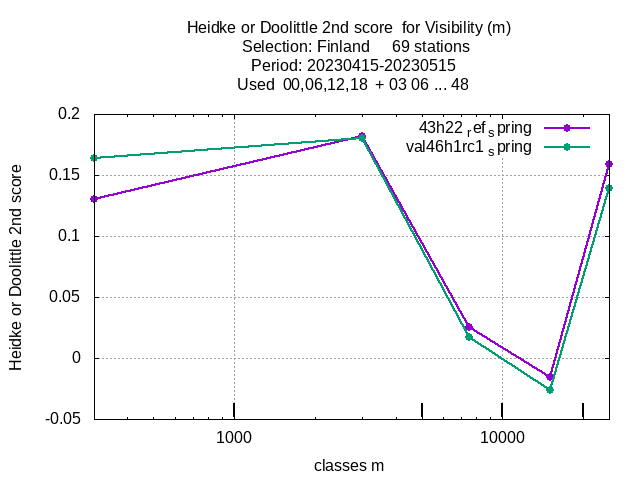 Heidke or Doolittle 2nd score for Visibility (m)
Selection: Finland 69 stations
Period: 20230415-20230515
Used 00,06,12,18 + 03 06 ... 48
43h22 ref spring
val46h1rc1 spring
0.2
0.15
0.1
0.05
0
-0.05
Heidke or Doolittle 2nd score
1000
10000
classes m